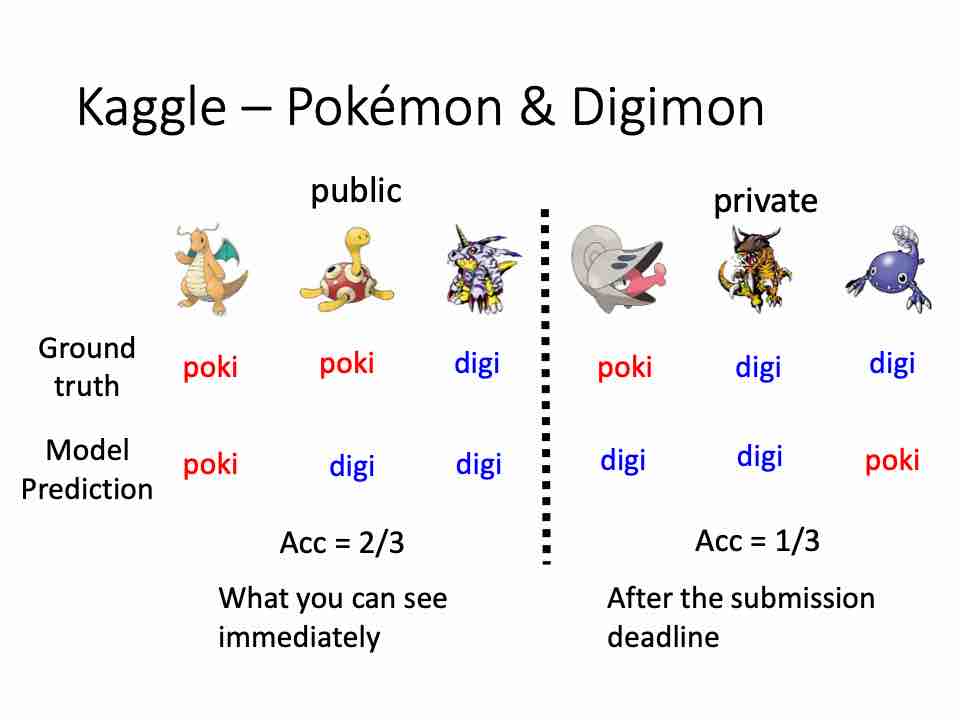 Kaggle – Pokémon & Digimon
public
private
Ground truth
poki
poki
digi
poki
digi
digi
Model Prediction
poki
digi
digi
digi
digi
poki
Acc = 2/3
Acc = 1/3
What you can see
immediately
After the submission
deadline